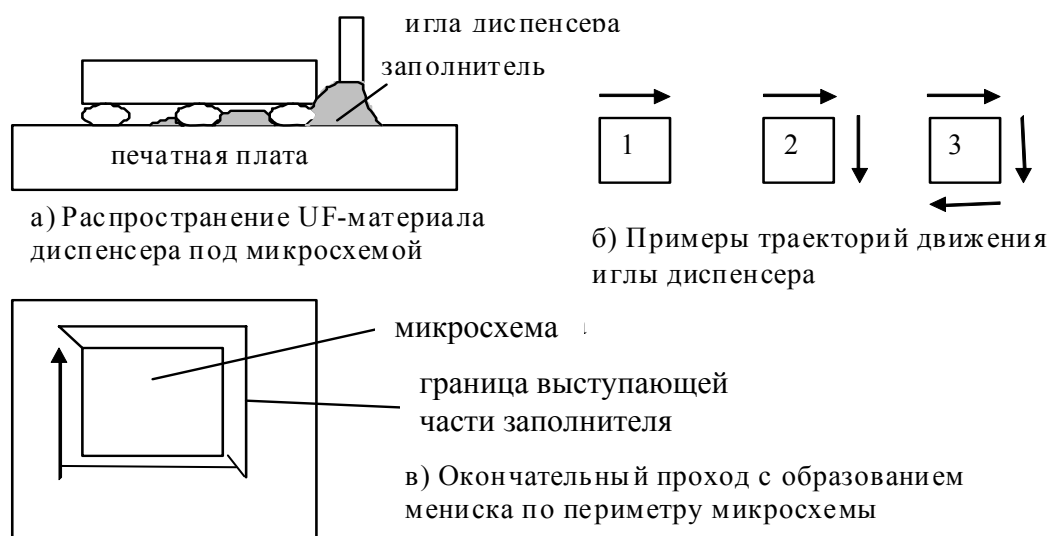 игла диспенсера
заполнитель
печатная плата
1
2
3
а) Распространение UF-материала
диспенсера под микросхемой
б) Примеры траекторий движения
иглы диспенсера
микросхема
граница выступающей
части заполнителя
в) Окончательный проход с образованием
мениска по периметру микросхемы